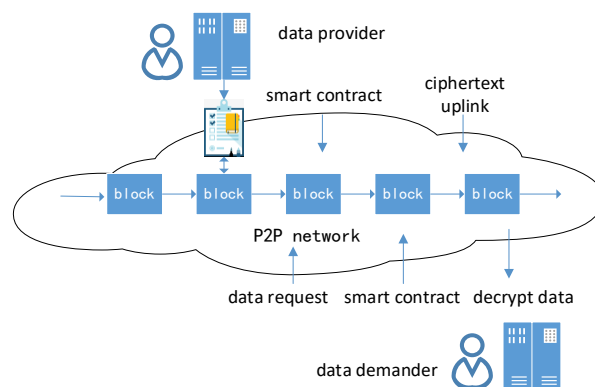 data provider
smart contract
ciphertext
uplink
block block block block block
P2P network
data request smart contract decrypt data
data demander